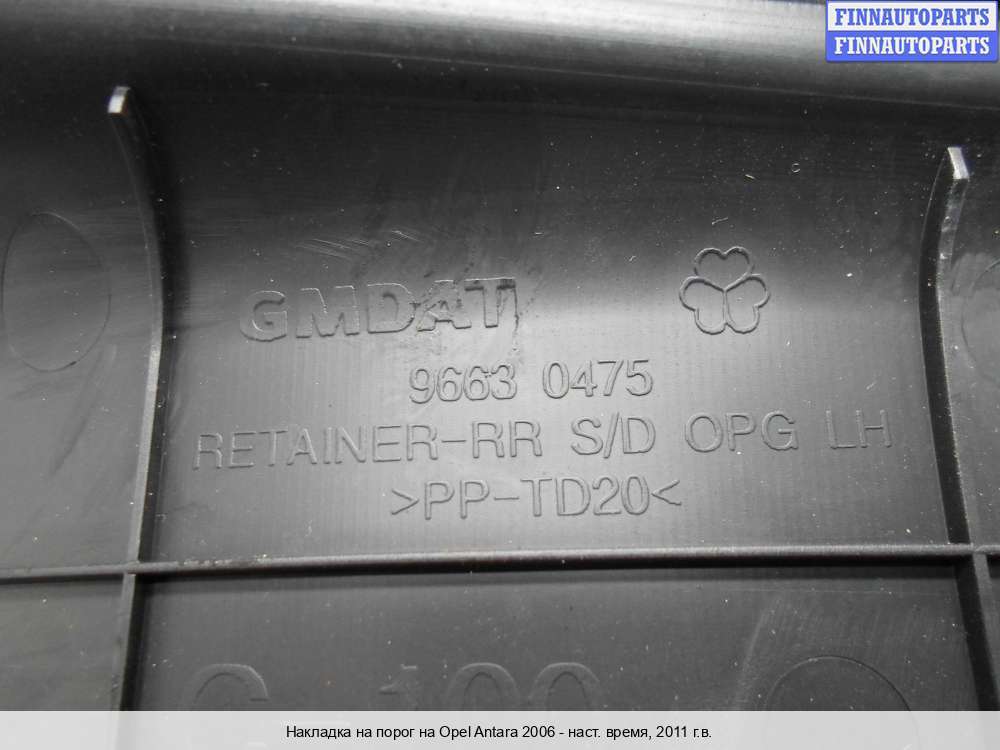 FINNAUTOPARTS
FINNAUTOPARTS
GMDAT
9663 0475
RETAINER-RR S/D OPG LH
>PP-TD20<
Накладка на порог на Opel Antara 2006 - наст. время, 2011 г.в.